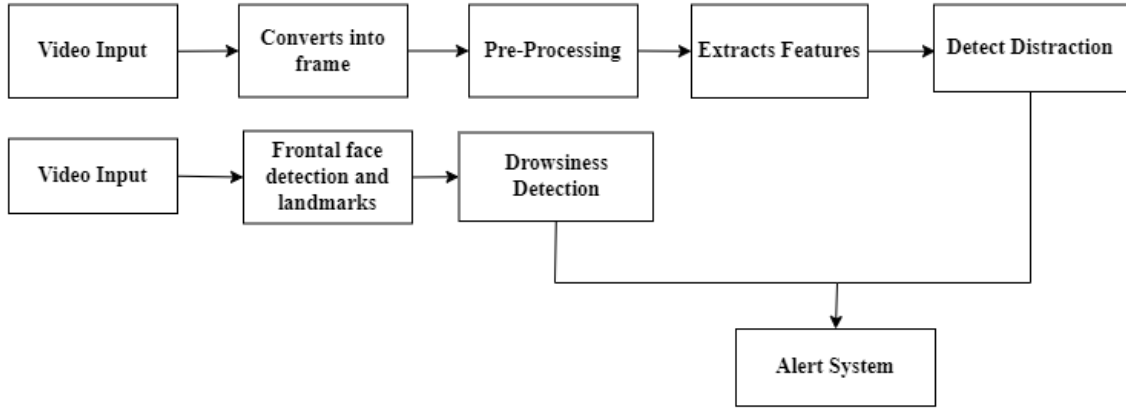 Video Input
Converts into
frame
Pre-Processing
Extracts Features
Detect Distraction
Video Input
Frontal face
detection and
landmarks
Drowsiness
Detection
Alert System